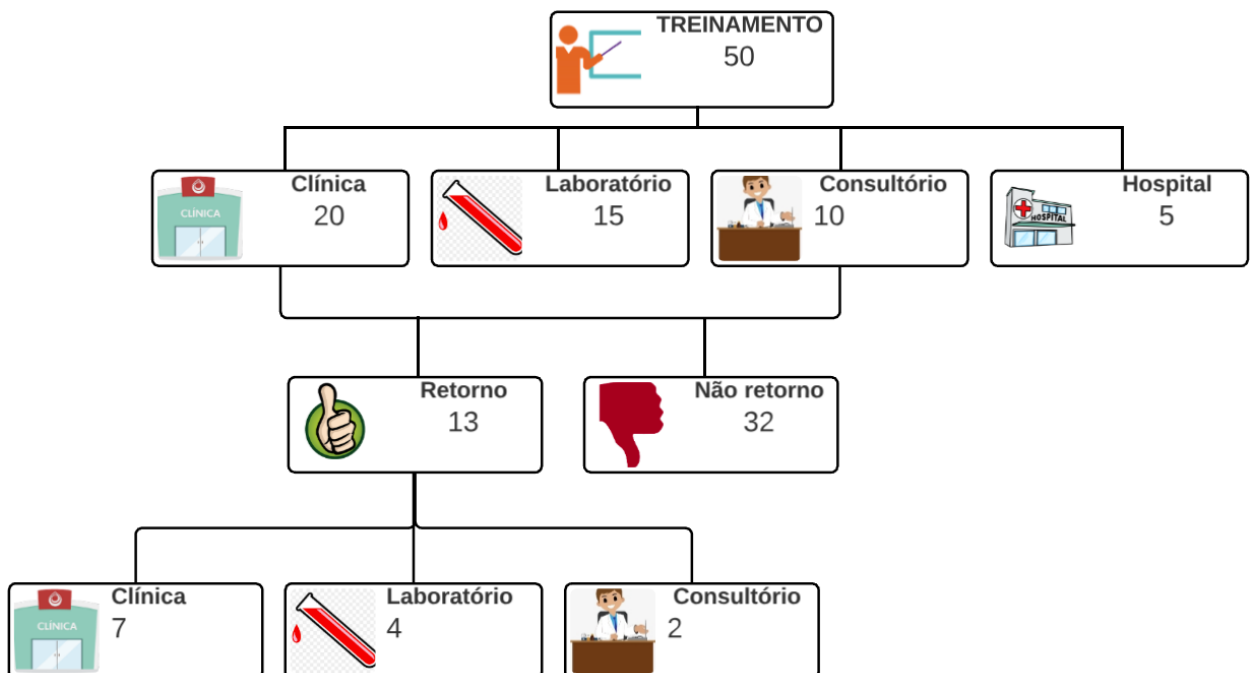 TREINAMENTO
50
Clínica
20
CLÍNICA
Laboratório
15
Consultório
10
Hospital
5
HOSPITAL
Retorno
13
Não retorno
32
Clínica
7
CLÍNICA
Laboratório
4
Consultório
2